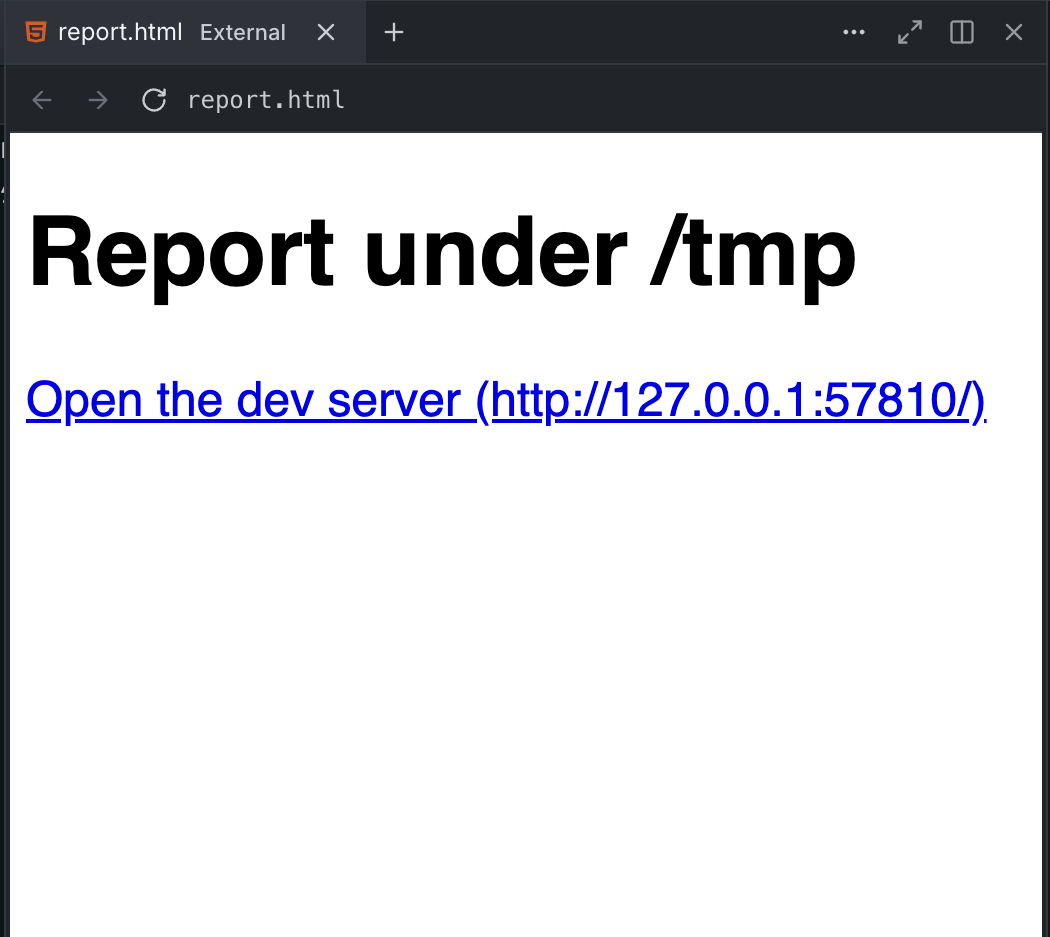 report.html External
report.html
Report under /tmp
Open the dev server (http://127.0.0.1:57810/)